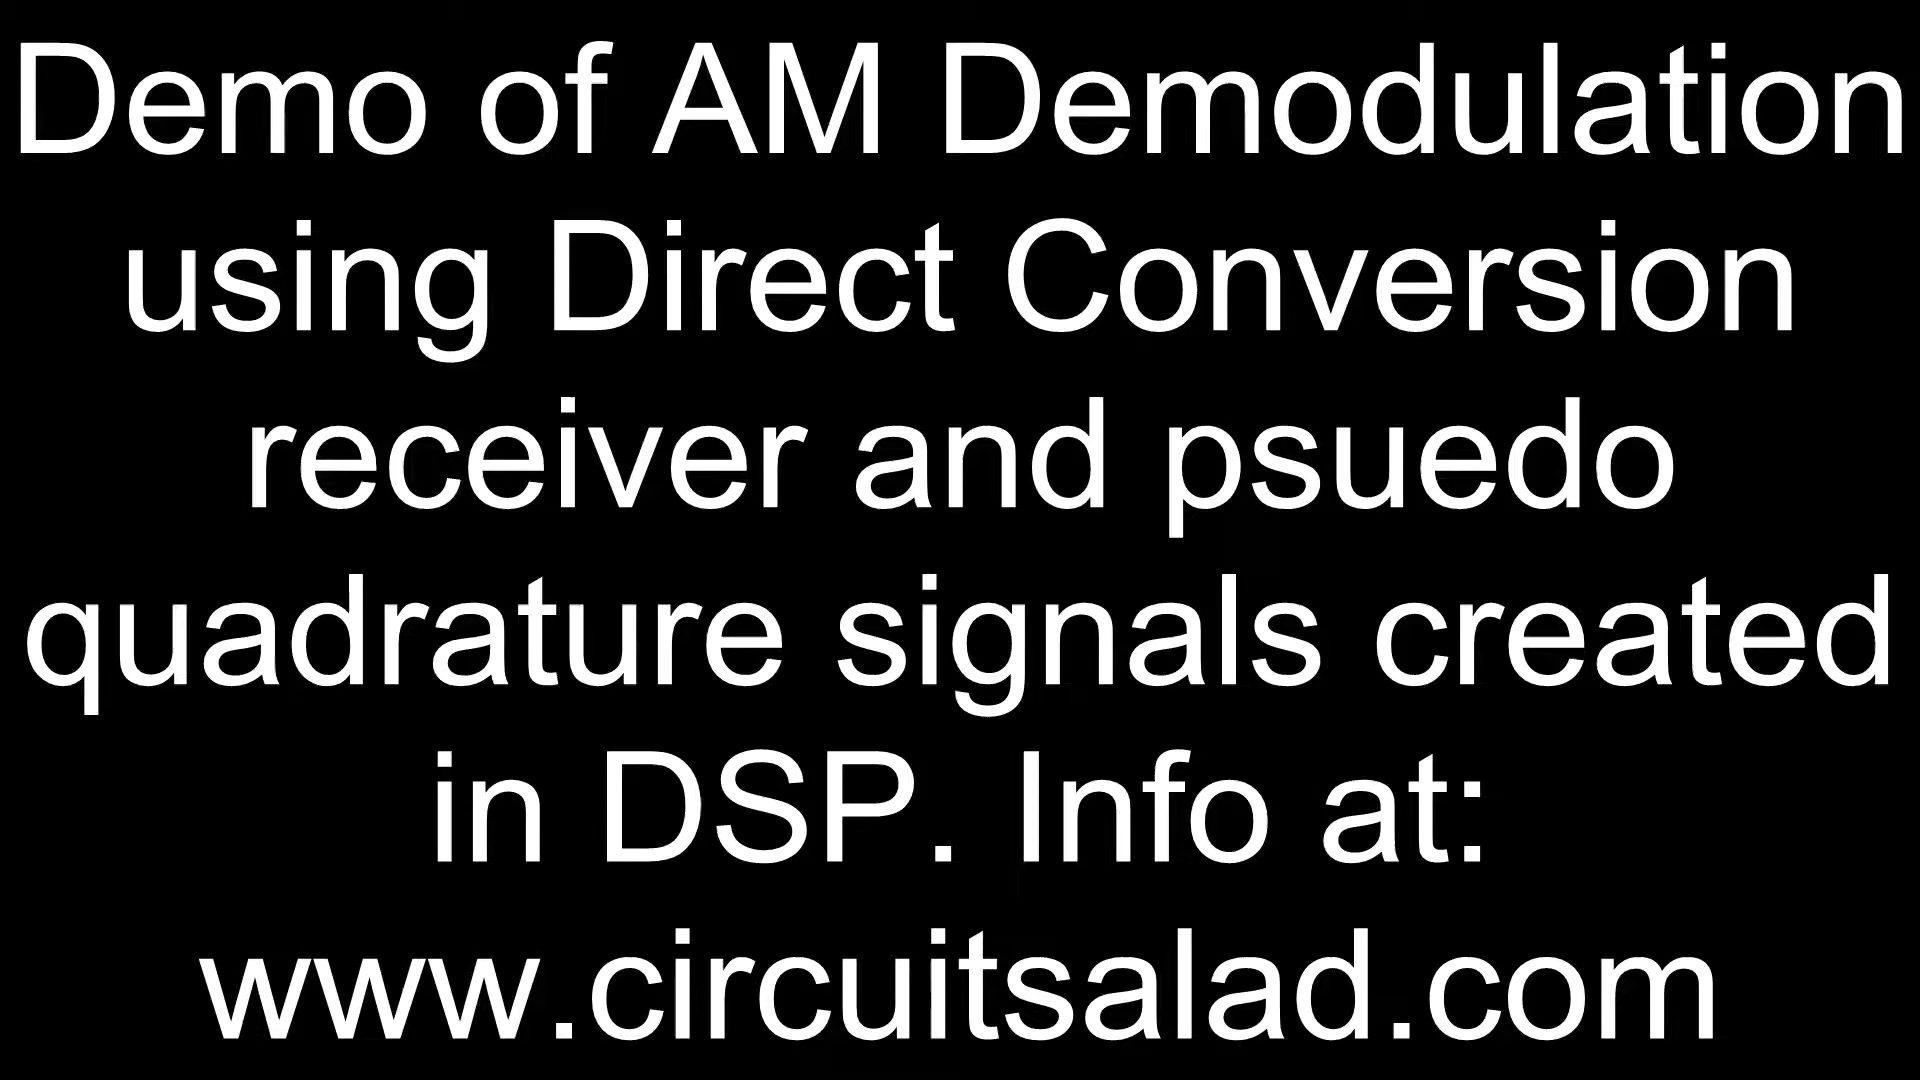 Demo of AM Demodulation
using Direct Conversion
receiver and psuedo
quadrature signals created
in DSP. Info at:
www.circuitsalad.com